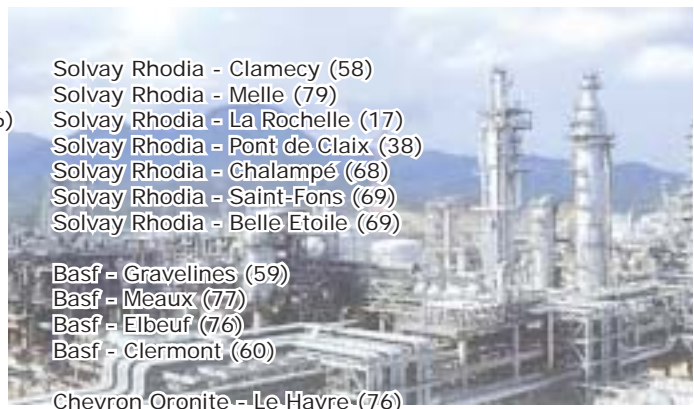 Solvay Rhodia - Clamecy (58)
Solvay Rhodia - Melle (79)
Solvay Rhodia - La Rochelle (17)
Solvay Rhodia - Pont de Claix (38)
Solvay Rhodia - Chalampé (68)
Solvay Rhodia - Saint-Fons (69)
Solvay Rhodia - Belle Etoile (69)
Basf - Gravelines (59)
Basf - Meaux (77)
Basf - Elbeuf (76)
Basf - Clermont (60)
Chevron Oronite - Le Havre (76)